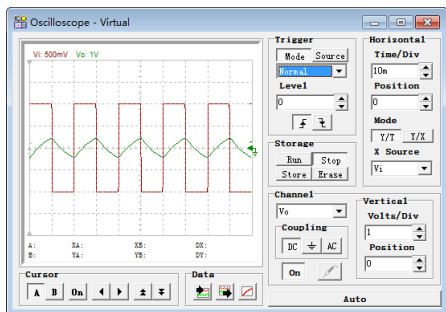 Oscilloscope - Virtual
Vi: 500mV Vo: 1V
A: XA: XB: DX:
B: YA: YB: DY:
Cursor
A B On
Data
Trigger
Mode Source
Normal
Level
0
Storage
Run Stop
Store Erase
Channel
Vo
Coupling
DC AC
On
Horizontal
Time/Div
10m
Position
0
Mode
Y/T Y/X
X Source
Vi
Vertical
Volts/Div
1
Position
0
Auto